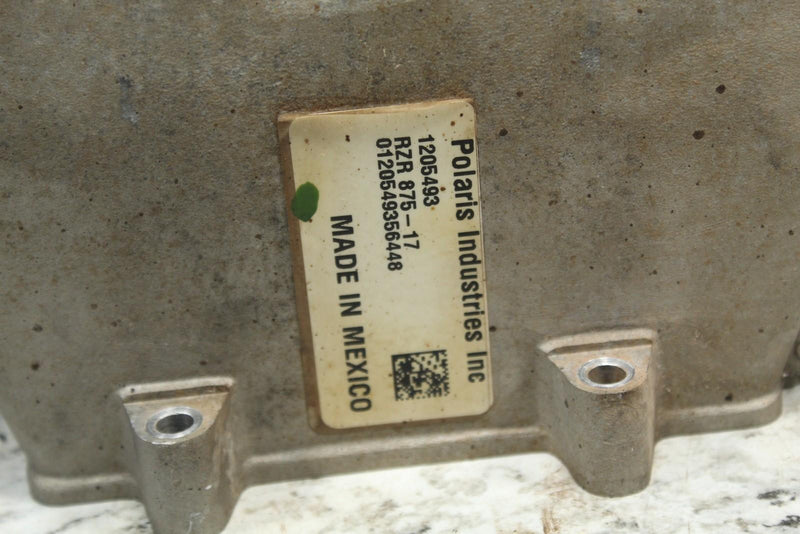 Polaris Industries Inc
1205493
RZR 875-17
0120549356448
MADE IN MEXICO